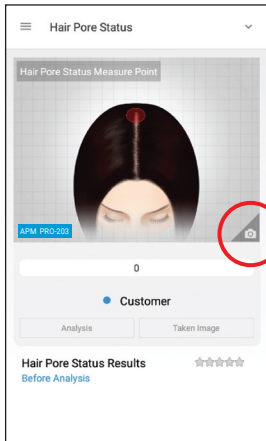 Hair Pore Status
Hair Pore Status Measure Point
APM PRO-203
0
Customer
Analysis Taken Image
Hair Pore Status Results
Before Analysis